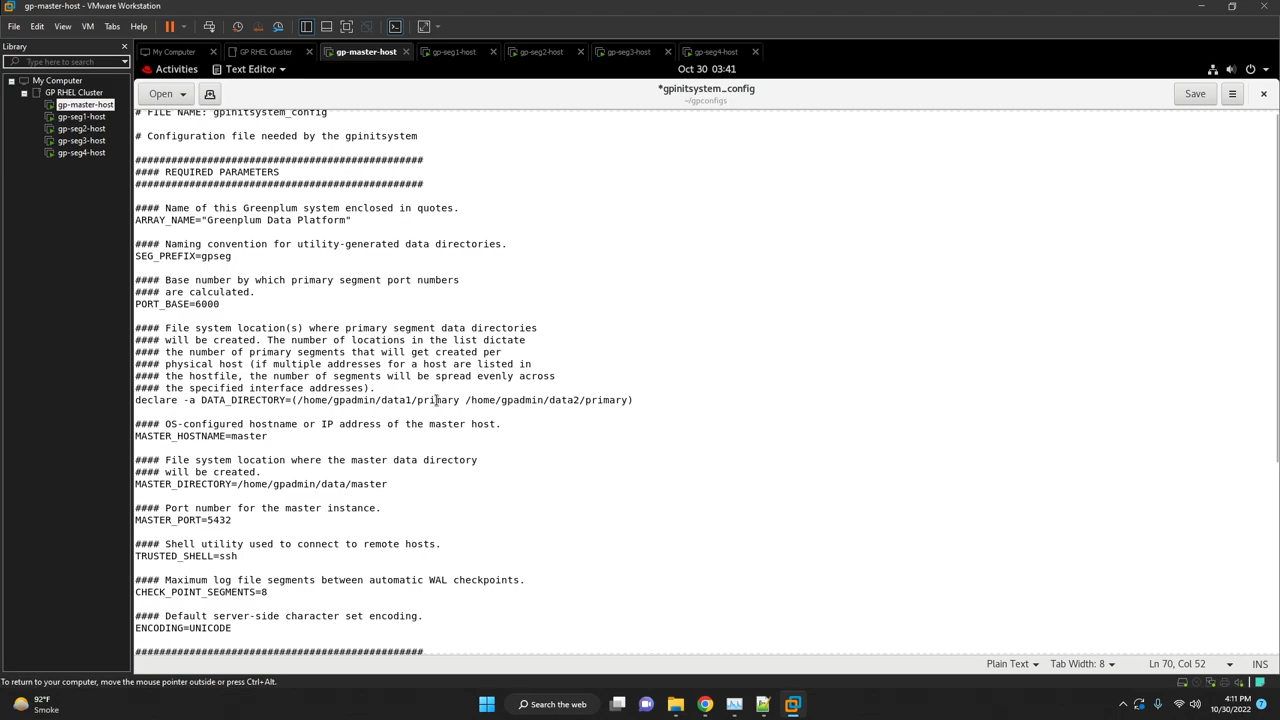 gp-master-host - VMware Workstation
File Edit View VM Tabs Help
Library
Type here to search
My Computer
GP RHEL Cluster
gp-master-host
gp-seg1-host
gp-seg2-host
gp-seg3-host
gp-seg4-host
My Computer GP RHEL Cluster gp-master-host gp-seg1-host gp-seg2-host gp-seg3-host gp-seg4-host
Activities Text Editor Oct 30 03:41
Open *gpinitsystem_config Save
~/gpconfigs
# FILE NAME: gpinitsystem_config
# Configuration file needed by the gpinitsystem
################################################
#### REQUIRED PARAMETERS
################################################
#### Name of this Greenplum system enclosed in quotes.
ARRAY_NAME="Greenplum Data Platform"
#### Naming convention for utility-generated data directories.
SEG_PREFIX=gpseg
#### Base number by which primary segment port numbers
#### are calculated.
PORT_BASE=6000
#### File system location(s) where primary segment data directories
#### will be created. The number of locations in the list dictate
#### the number of primary segments that will get created per
#### physical host (if multiple addresses for a host are listed in
#### the hostfile, the number of segments will be spread evenly across
#### the specified interface addresses).
declare -a DATA_DIRECTORY=(/home/gpadmin/data1/primary /home/gpadmin/data2/primary)
#### OS-configured hostname or IP address of the master host.
MASTER_HOSTNAME=master
#### File system location where the master data directory
#### will be created.
MASTER_DIRECTORY=/home/gpadmin/data/master
#### Port number for the master instance.
MASTER_PORT=5432
#### Shell utility used to connect to remote hosts.
TRUSTED_SHELL=ssh
#### Maximum log file segments between automatic WAL checkpoints.
CHECK_POINT_SEGMENTS=8
#### Default server-side character set encoding.
ENCODING=UNICODE
################################################
Plain Text Tab Width: 8 Ln 70, Col 52 INS
To return to your computer, move the mouse pointer outside or press Ctrl+Alt.
92°F
Smoke
Search the web
4:11 PM
10/30/2022